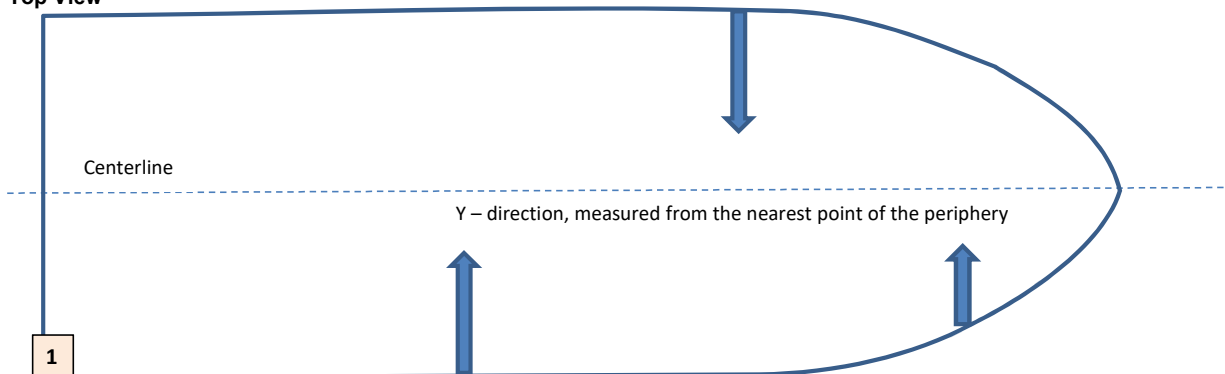 Top View
Centerline
Y – direction, measured from the nearest point of the periphery
1